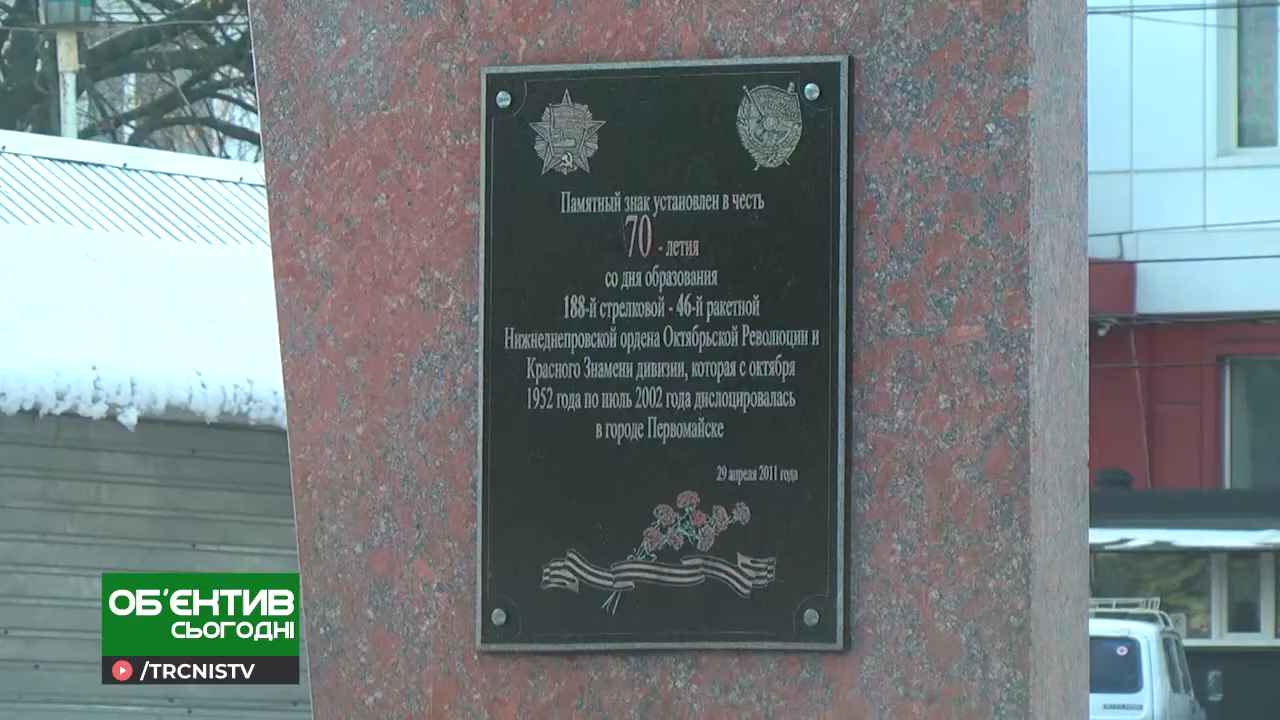 Памятный знак установлен в честь
70 - летия
со дня образования
188-й стрелковой - 46-й ракетной
Нижнеднепровской ордена Октябрьской Революции и
Красного Знамени дивизии, которая с октября
1952 года по июль 2002 года дислоцировалась
в городе Первомайске
29 апреля 2011 года
ОБ'ЄКТИВ
СЬОГОДНІ
/TRCNISTV